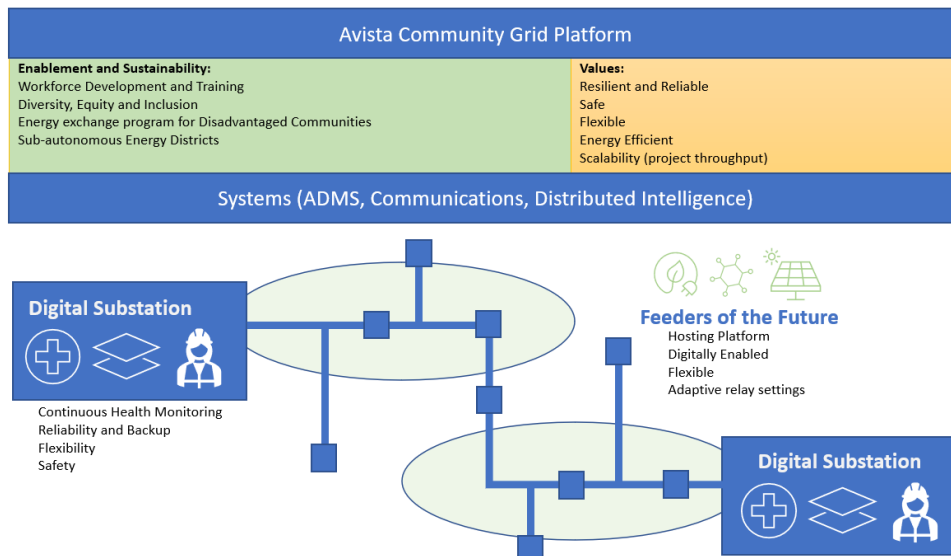 Avista Community Grid Platform
Enablement and Sustainability:
Workforce Development and Training
Diversity, Equity and Inclusion
Energy exchange program for Disadvantaged Communities
Sub-autonomous Energy Districts
Values:
Resilient and Reliable
Safe
Flexible
Energy Efficient
Scalability (project throughput)
Systems (ADMS, Communications, Distributed Intelligence)
Digital Substation
Continuous Health Monitoring
Reliability and Backup
Flexibility
Safety
Feeders of the Future
Hosting Platform
Digitally Enabled
Flexible
Adaptive relay settings
Digital Substation